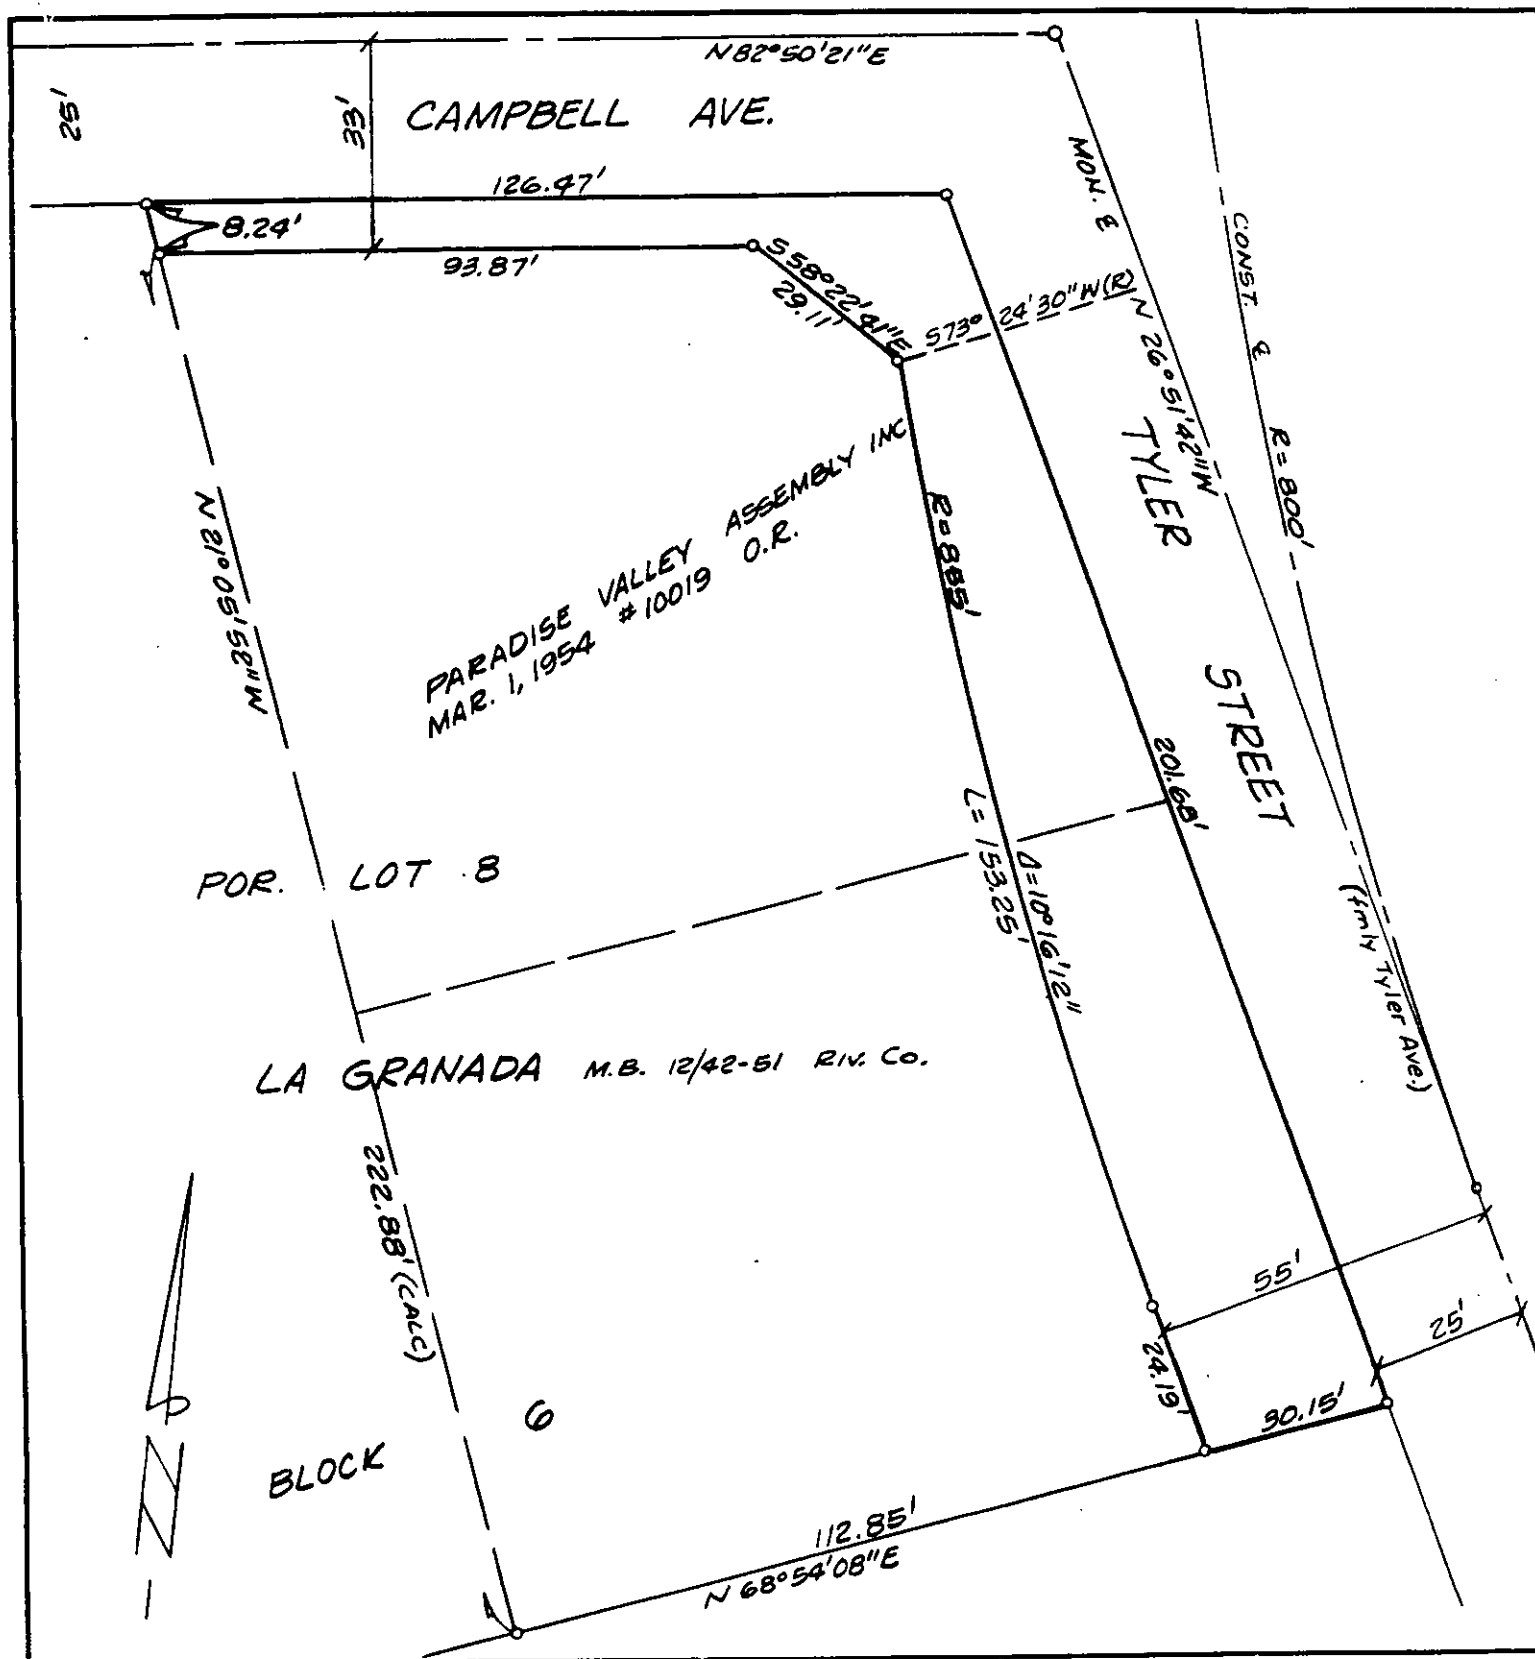 N82°50'21"E
25'
33'
CAMPBELL AVE.
126.47'
8.24'
93.87'
S58°22'41"E
29.11'
S73° 24'30"W(R)
MON. ℄
N 26°51'42"W
CONST. ℄
R=800'
TYLER
STREET
(fmly Tyler Ave.)
N 21°05'52"W
PARADISE VALLEY ASSEMBLY INC
MAR. 1, 1954 #10019 O.R.
R=855'
201.68'
L= 153.25'
Δ=10°16'12"
POR. LOT 8
LA GRANADA M.B. 12/42-51 RIV. CO.
222.88'(CALC)
55'
25'
24.19'
30.15'
6
BLOCK
112.85'
N 68°54'08"E
N